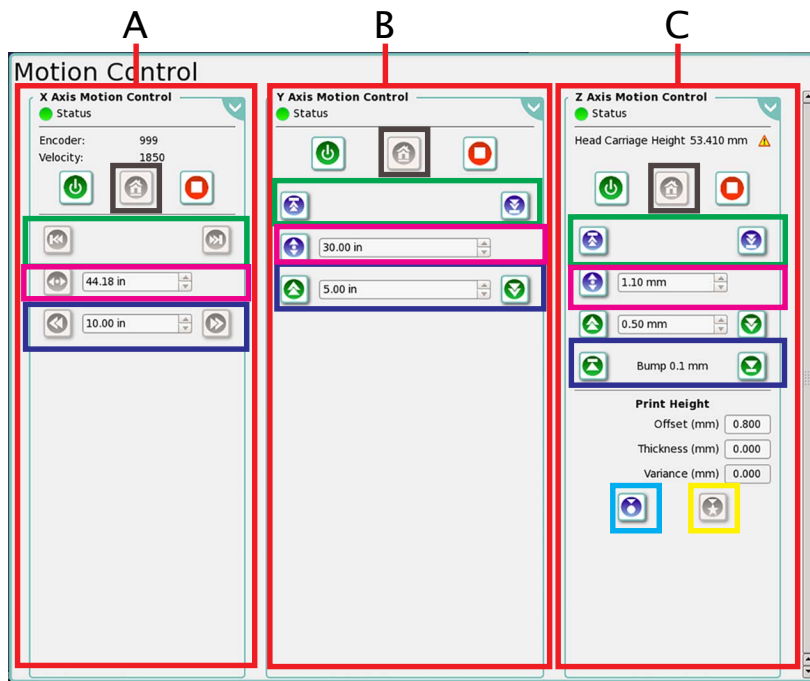 A B C
Motion Control
X Axis Motion Control
Status
Encoder: 999
Velocity: 1850
44.18 in
10.00 in
Y Axis Motion Control
Status
30.00 in
5.00 in
Z Axis Motion Control
Status
Head Carriage Height 53.410 mm
1.10 mm
0.50 mm
Bump 0.1 mm
Print Height
Offset (mm) 0.800
Thickness (mm) 0.000
Variance (mm) 0.000